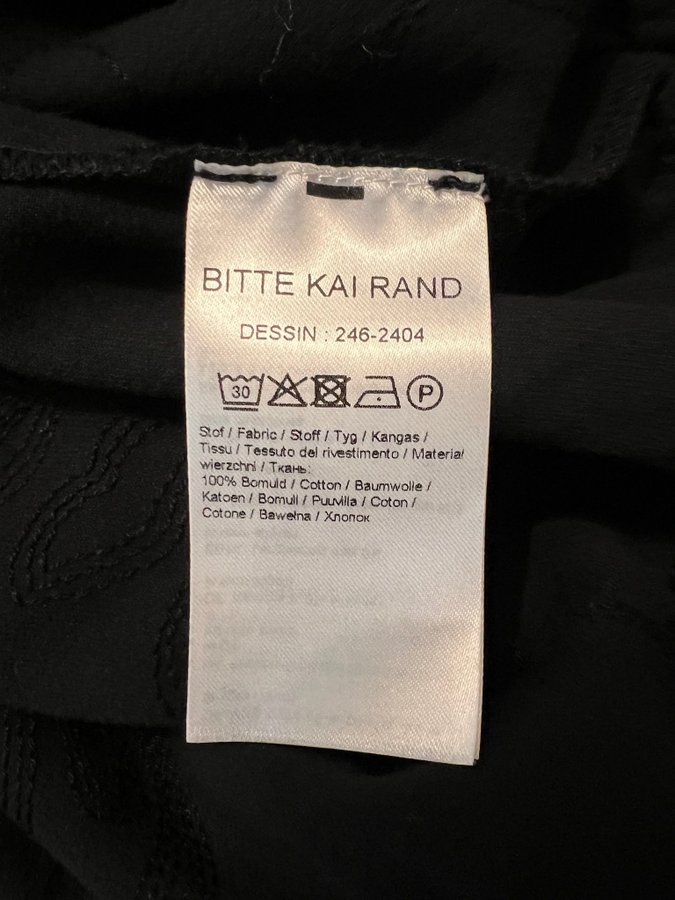 BITTE KAI RAND
DESSIN : 246-2404
30 P
Stof / Fabric / Stoff / Tyg / Kangas /
Tissu / Tessuto del rivestimento / Material
wierzchni / Ткань:
100% Bomuld / Cotton / Baumwolle /
Katoen / Bomull / Puuvilla / Coton /
Cotone / Bawełna / Хлопок